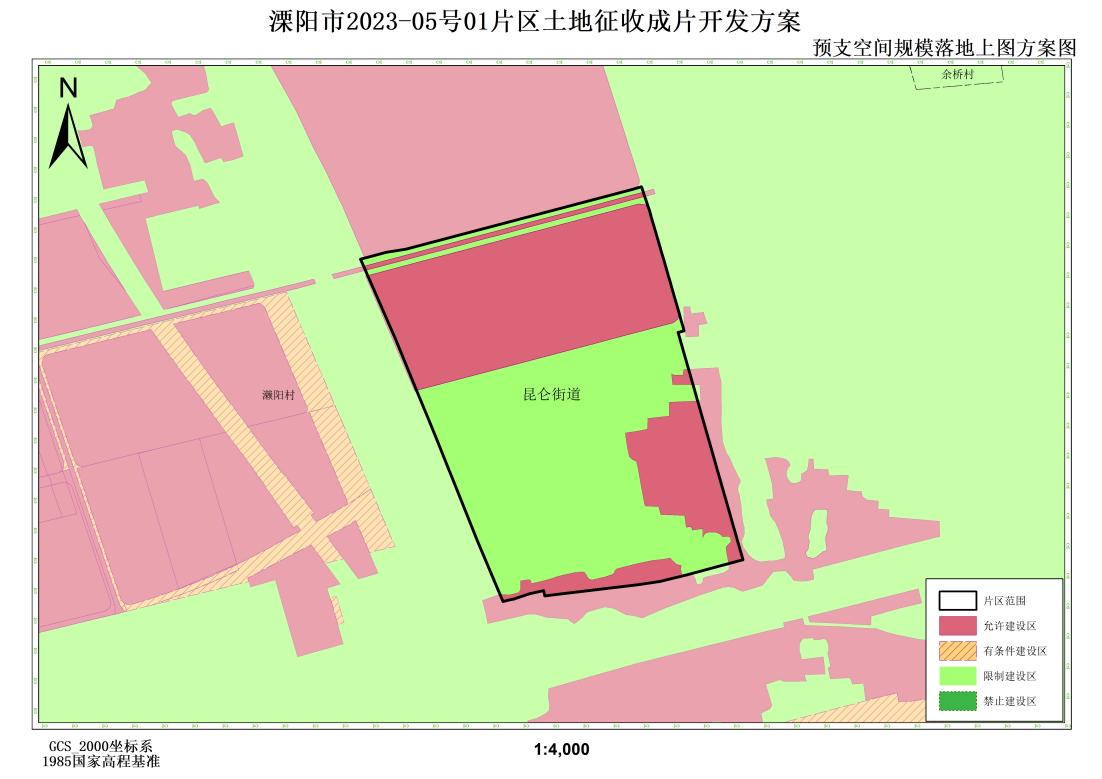 溧阳市2023-05号01片区土地征收成片开发方案
预支空间规模落地上图方案图
余桥村
N
濑阳村
昆仑街道
片区范围
允许建设区
有条件建设区
限制建设区
禁止建设区
GCS_2000坐标系
1985国家高程基准
1:4,000